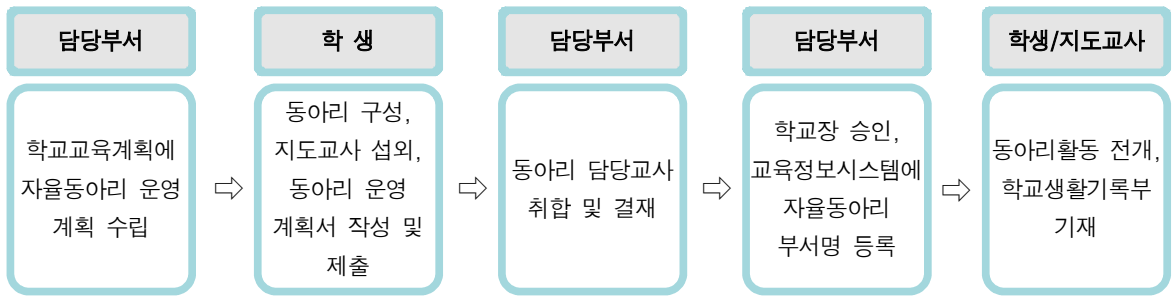 담당부서
학교교육계획에
자율동아리 운영
계획 수립
⇨
학 생
동아리 구성,
지도교사 섭외,
동아리 운영
계획서 작성 및
제출
⇨
담당부서
동아리 담당교사
취합 및 결재
⇨
담당부서
학교장 승인,
교육정보시스템에
자율동아리
부서명 등록
⇨
학생/지도교사
동아리활동 전개,
학교생활기록부
기재